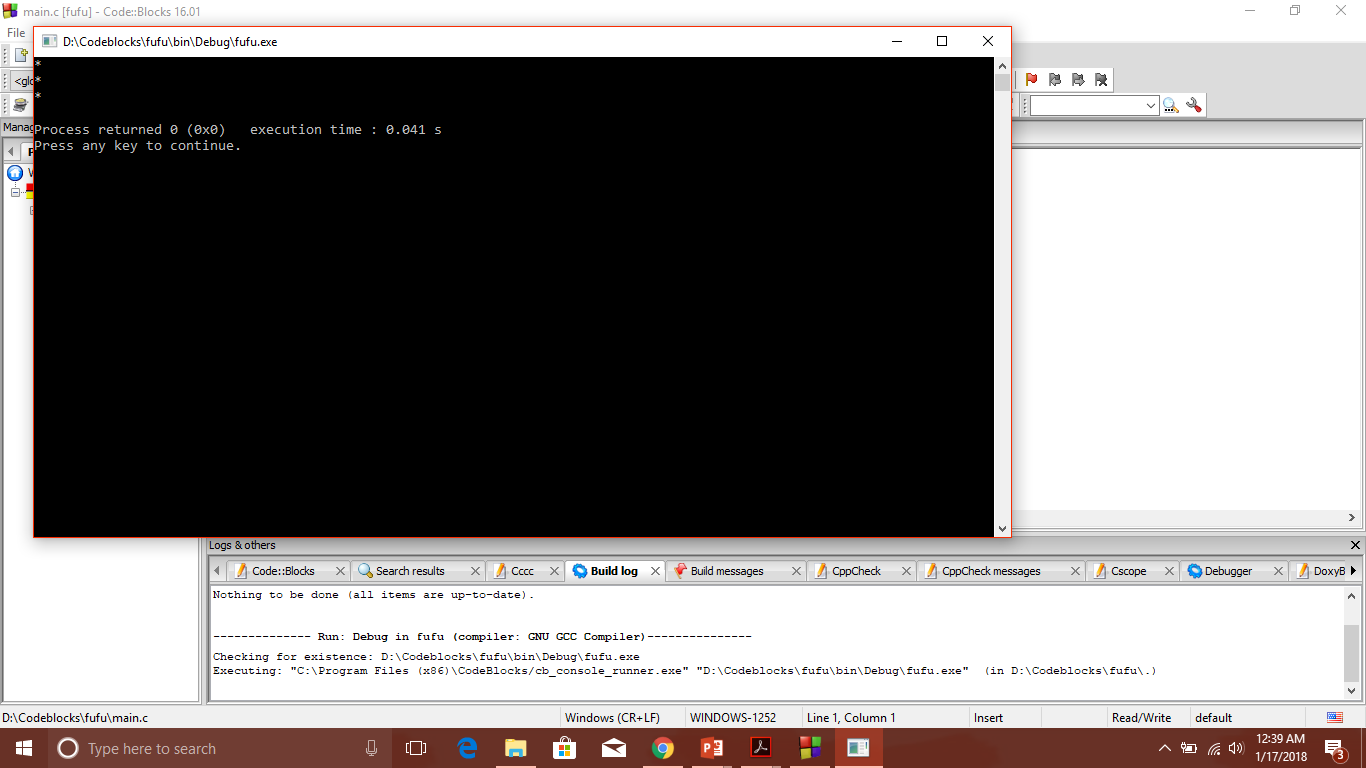 main.c [fufu] - Code::Blocks 16.01
File
D:\Codeblocks\fufu\bin\Debug\fufu.exe
*
*
*
Process returned 0 (0x0)   execution time : 0.041 s
Press any key to continue.
Logs & others
Code::Blocks
Search results
Cccc
Build log
Build messages
CppCheck
CppCheck messages
Cscope
Debugger
Nothing to be done (all items are up-to-date).
-------------- Run: Debug in fufu (compiler: GNU GCC Compiler)---------------
Checking for existence: D:\Codeblocks\fufu\bin\Debug\fufu.exe
Executing: "C:\Program Files (x86)\CodeBlocks/cb_console_runner.exe" "D:\Codeblocks\fufu\bin\Debug\fufu.exe"  (in D:\Codeblocks\fufu\.)
D:\Codeblocks\fufu\main.c
Windows (CR+LF)
WINDOWS-1252
Line 1, Column 1
Insert
Read/Write
default
Type here to search
12:39 AM
1/17/2018
3